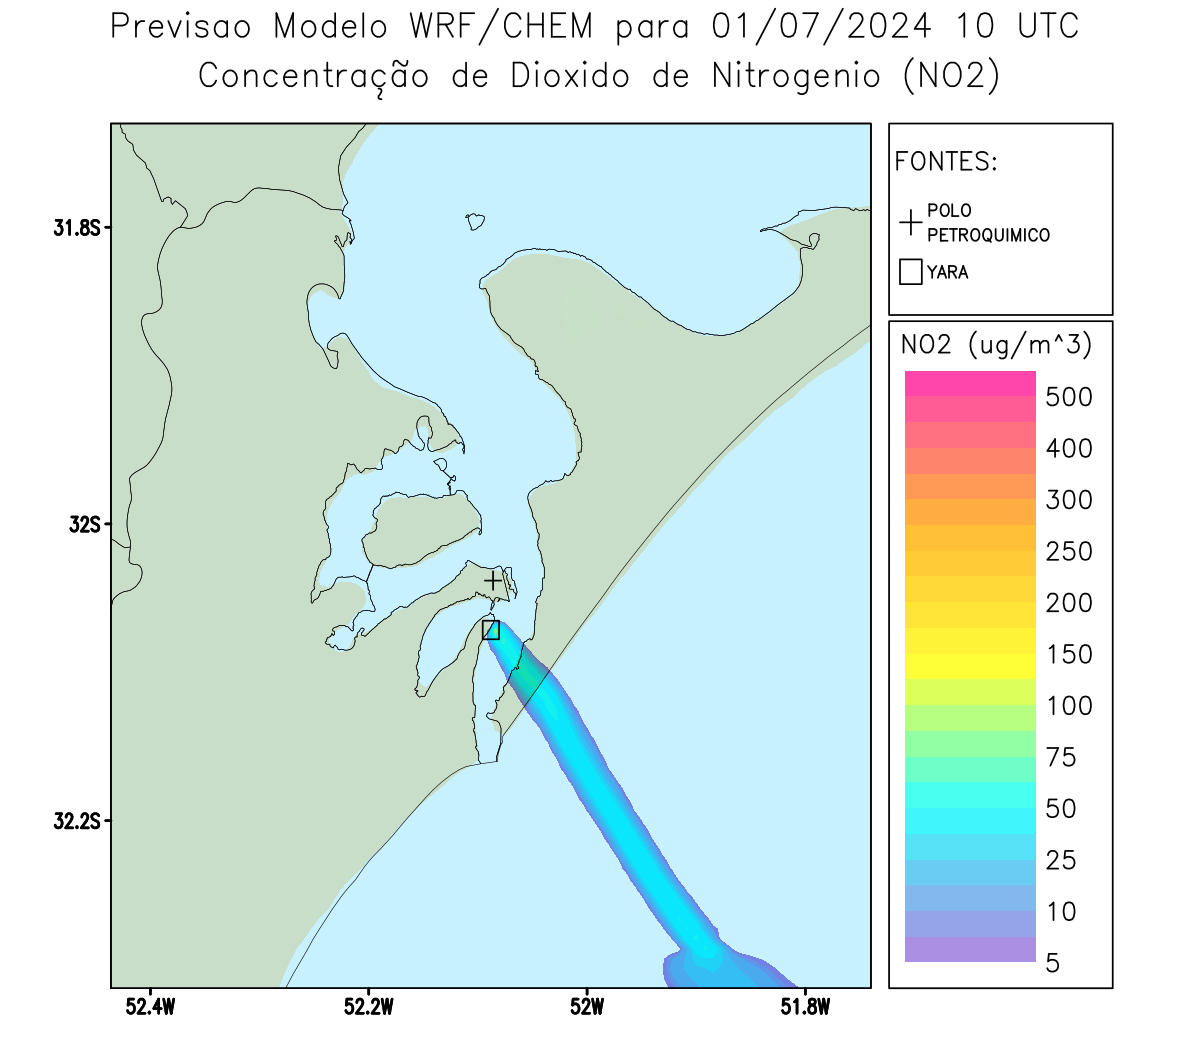 Previsao Modelo WRF/CHEM para 01/07/2024 10 UTC
Concentração de Dioxido de Nitrogenio (NO2)
FONTES:
POLO
PETROQUIMICO
YARA
NO2 (ug/m^3)
500
400
300
250
200
150
100
75
50
25
10
5
31.8S
32S
32.2S
52.4W
52.2W
52W
51.8W